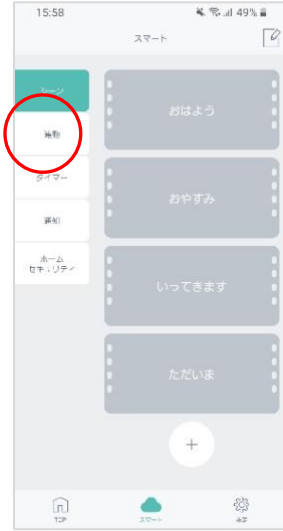 15:58 49%
スマート
シーン
連動
タイマー
通知
ホーム
セキュリティ
おはよう
おやすみ
いってきます
ただいま
+
TOP
スマート
設定